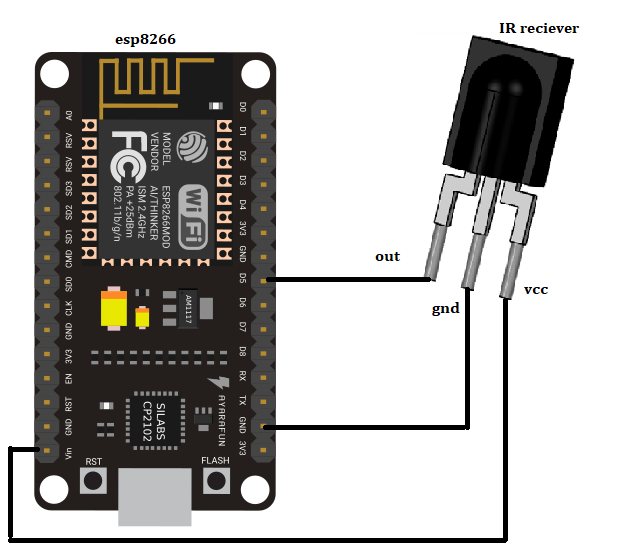 esp8266
IR reciever
A0
RSV
RSV
SD3
SD2
SD1
CMD
SD0
CLK
GND
3V3
EN
RST
GND
Vin
D0
D1
D2
D3
D4
3V3
GND
D5
D6
D7
D8
RX
TX
GND
3V3
MODEL
VENDOR
ESP8266MOD
AI/THINKER
ISM 2.4GHz
PA +25dBm
802.11b/g/n
FC
Wi Fi
AM1117
SILABS
CP2102
AYARAFUN
RST
FLASH
out
gnd
vcc